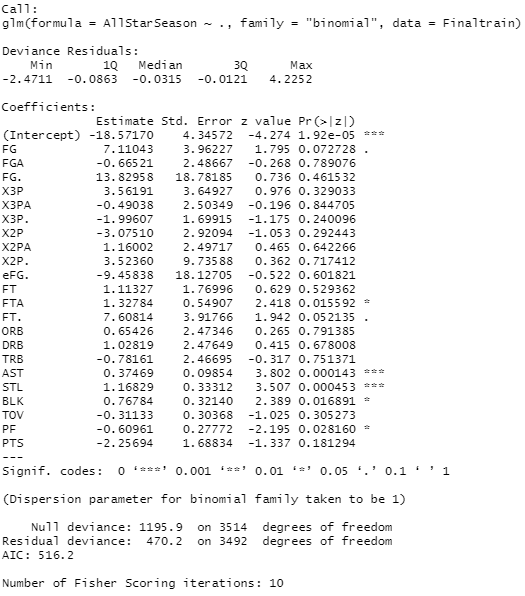 Call:
glm(formula = AllStarSeason ~ ., family = "binomial", data = Finaltrain)
Deviance Residuals:
Min 1Q Median 3Q Max
-2.4711 -0.0863 -0.0315 -0.0121 4.2252
Coefficients:
Estimate Std. Error z value Pr(>|z|)
(Intercept) -18.57170 4.34572 -4.274 1.92e-05 ***
FG 7.11043 3.96227 1.795 0.072728 .
FGA -0.66521 2.48667 -0.268 0.789076
FG. 13.82958 18.78185 0.736 0.461532
X3P 3.56191 3.64927 0.976 0.329033
X3PA -0.49038 2.50349 -0.196 0.844705
X3P. -1.99607 1.69915 -1.175 0.240096
X2P -3.07510 2.92094 -1.053 0.292443
X2PA 1.16002 2.49717 0.465 0.642266
X2P. 3.52360 9.73588 0.362 0.717412
eFG. -9.45838 18.12705 -0.522 0.601821
FT 1.11327 1.76996 0.629 0.529362
FTA 1.32784 0.54907 2.418 0.015592 *
FT. 7.60814 3.91766 1.942 0.052135 .
ORB 0.65426 2.47346 0.265 0.791385
DRB 1.02819 2.47649 0.415 0.678008
TRB -0.78161 2.46695 -0.317 0.751371
AST 0.37469 0.09854 3.802 0.000143 ***
STL 1.16829 0.33312 3.507 0.000453 ***
BLK 0.76784 0.32140 2.389 0.016891 *
TOV -0.31133 0.30368 -1.025 0.305273
PF -0.60961 0.27772 -2.195 0.028160 *
PTS -2.25694 1.68834 -1.337 0.181294
---
Signif. codes: 0 ‘***’ 0.001 ‘**’ 0.01 ‘*’ 0.05 ‘.’ 0.1 ‘ ’ 1
(Dispersion parameter for binomial family taken to be 1)
Null deviance: 1195.9 on 3514 degrees of freedom
Residual deviance: 470.2 on 3492 degrees of freedom
AIC: 516.2
Number of Fisher Scoring iterations: 10